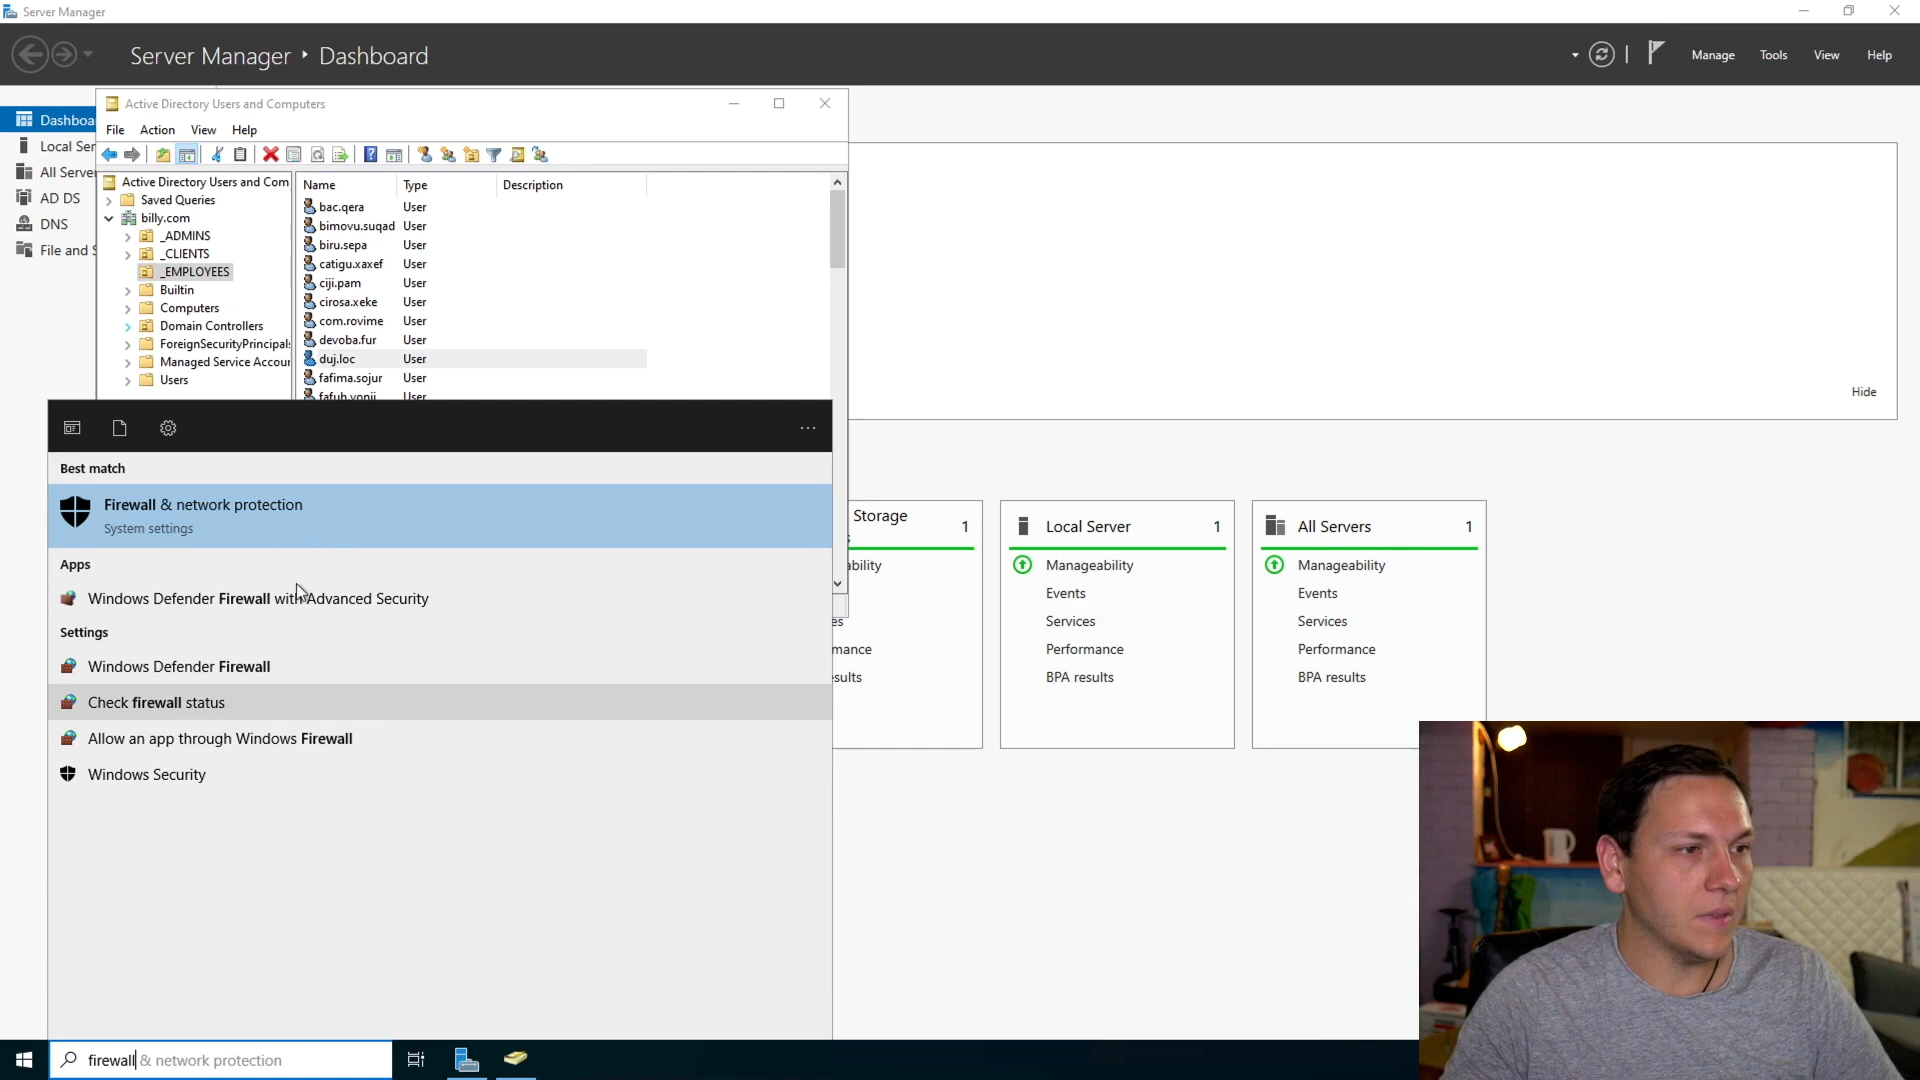 Server Manager
Server Manager ‣ Dashboard
Manage
Tools
View
Help
Active Directory Users and Computers
File
Action
View
Help
Dashboa
Local Ser
All Serve
AD DS
DNS
File and S
Active Directory Users and Com
Saved Queries
billy.com
_ADMINS
_CLIENTS
_EMPLOYEES
Builtin
Computers
Domain Controllers
ForeignSecurityPrincipal
Managed Service Accou
Users
Name
Type
Description
bac.qera User
bimovu.suqad User
biru.sepa User
catigu.xaxef User
ciji.pam User
cirosa.xeke User
com.rovime User
devoba.fur User
duj.loc User
fafima.sojur User
fafuh.vonji User
Hide
Best match
Firewall & network protection
System settings
Apps
Windows Defender Firewall with Advanced Security
Settings
Windows Defender Firewall
Check firewall status
Allow an app through Windows Firewall
Windows Security
Storage 1
ability
mance
sults
Local Server 1
Manageability
Events
Services
Performance
BPA results
All Servers 1
Manageability
Events
Services
Performance
BPA results
firewall & network protection